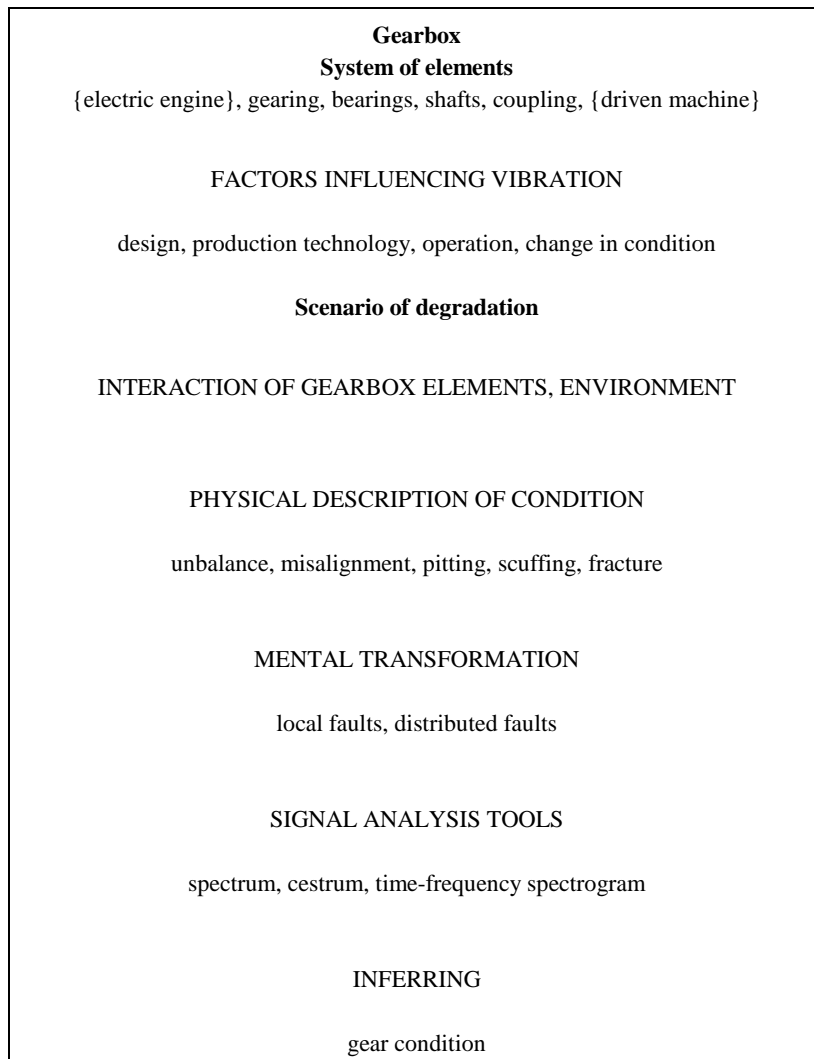 Gearbox
System of elements
{electric engine}, gearing, bearings, shafts, coupling, {driven machine}
FACTORS INFLUENCING VIBRATION
design, production technology, operation, change in condition
Scenario of degradation
INTERACTION OF GEARBOX ELEMENTS, ENVIRONMENT
PHYSICAL DESCRIPTION OF CONDITION
unbalance, misalignment, pitting, scuffing, fracture
MENTAL TRANSFORMATION
local faults, distributed faults
SIGNAL ANALYSIS TOOLS
spectrum, cestrum, time-frequency spectrogram
INFERRING
gear condition